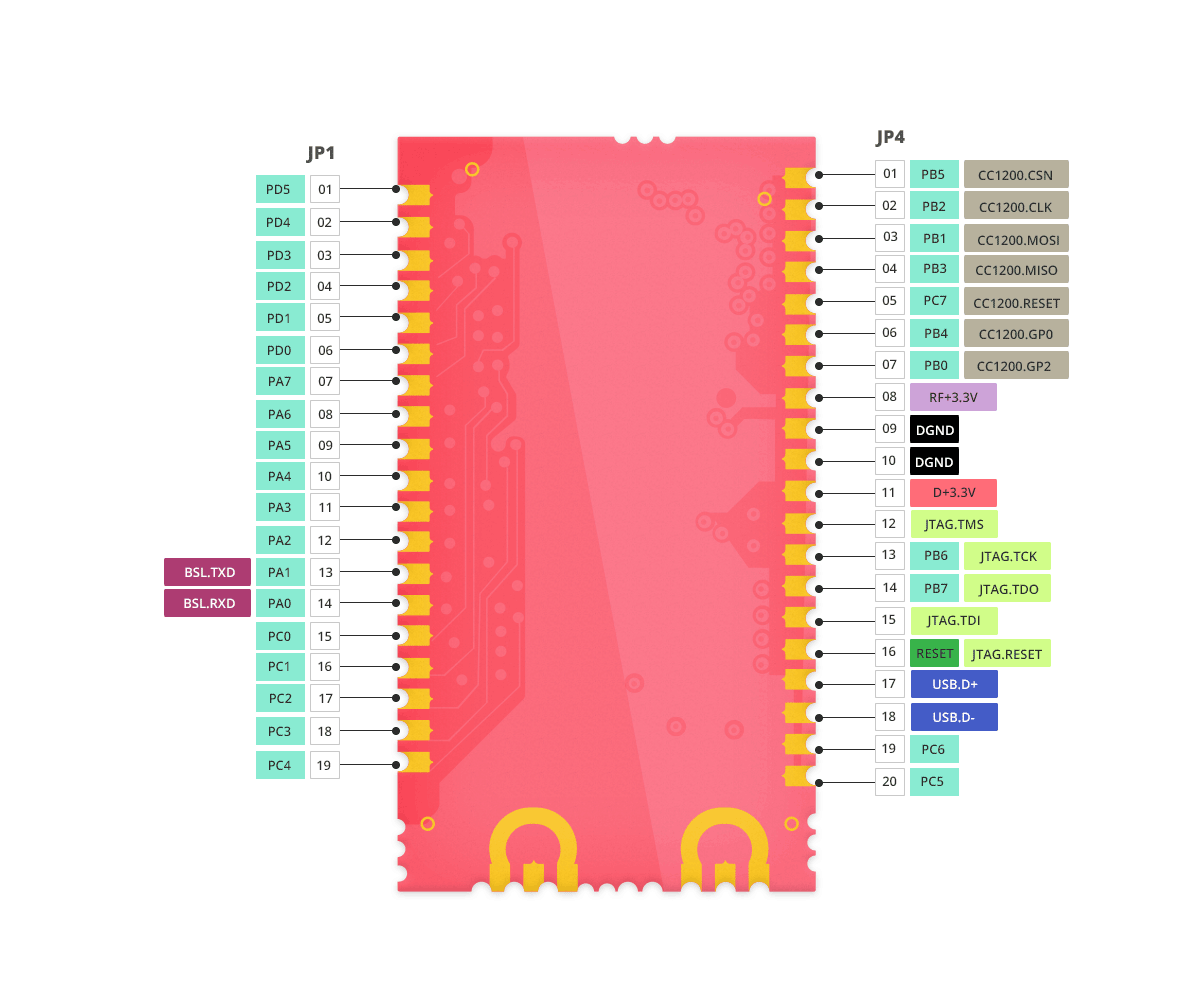 JP1
PD5 01
PD4 02
PD3 03
PD2 04
PD1 05
PD0 06
PA7 07
PA6 08
PA5 09
PA4 10
PA3 11
PA2 12
BSL.TXD PA1 13
BSL.RXD PA0 14
PC0 15
PC1 16
PC2 17
PC3 18
PC4 19
JP4
01 PB5 CC1200.CSN
02 PB2 CC1200.CLK
03 PB1 CC1200.MOSI
04 PB3 CC1200.MISO
05 PC7 CC1200.RESET
06 PB4 CC1200.GP0
07 PB0 CC1200.GP2
08 RF+3.3V
09 DGND
10 DGND
11 D+3.3V
12 JTAG.TMS
13 PB6 JTAG.TCK
14 PB7 JTAG.TDO
15 JTAG.TDI
16 RESET JTAG.RESET
17 USB.D+
18 USB.D-
19 PC6
20 PC5